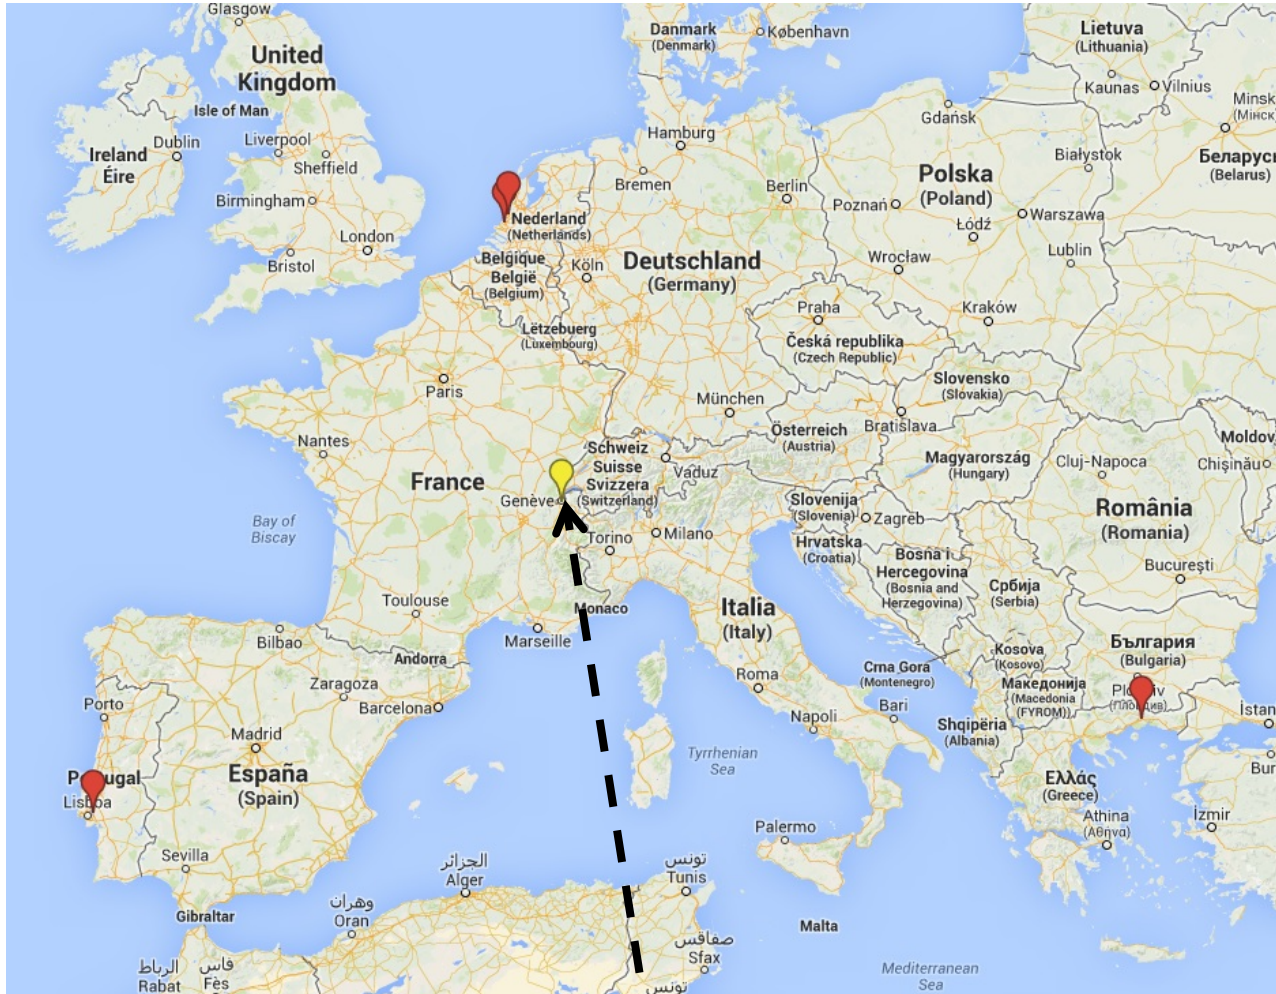 Glasgow
United
Kingdom
Isle of Man
Dublin
Ireland
Éire
Liverpool
Sheffield
Birmingham
London
Bristol
Danmark
(Denmark)
København
Lietuva
(Lithuania)
Kaunas
Vilnius
Minsk
(Мінск
Gdańsk
Hamburg
Białystok
Беларусь
(Belarus)
Bremen
Berlin
Polska
(Poland)
Poznań
Warszawa
Łódź
Nederland
(Netherlands)
Belgique
België
(Belgium)
Köln
Deutschland
(Germany)
Wrocław
Lublin
Praha
Kraków
Lëtzebuerg
(Luxembourg)
Česká republika
(Czech Republic)
Paris
Slovensko
(Slovakia)
München
Österreich
(Austria)
Bratislava
Nantes
Schweiz
Suisse
Svizzera
(Switzerland)
Vaduz
Magyarország
(Hungary)
Cluj-Napoca
Moldov
Chișinău
France
Genève
Slovenija
(Slovenia)
Zagreb
România
(Romania)
Bay of
Biscay
Torino
Milano
Hrvatska
(Croatia)
Bosna i
Hercegovina
(Bosnia and
Herzegovina)
Србија
(Serbia)
București
Toulouse
Monaco
Italia
(Italy)
Bilbao
Marseille
Andorra
Kosova
(Kosovo)
България
(Bulgaria)
Crna Gora
(Montenegro)
Roma
Zaragoza
Barcelona
Porto
Македонија
(Macedonia
(FYROM))
Bari
Napoli
Shqipëria
(Albania)
İstan
Madrid
España
(Spain)
Tyrrhenian
Sea
Lisboa
Ελλάς
(Greece)
Bur
Athina
(Αθήνα)
İzmir
Palermo
Sevilla
الجزائر
Alger
تونس
Tunis
وهران
Oran
Gibraltar
Malta
صفاقس
Sfax
الرباط
Rabat
فاس
Fès
تونس
Mediterranean
Sea